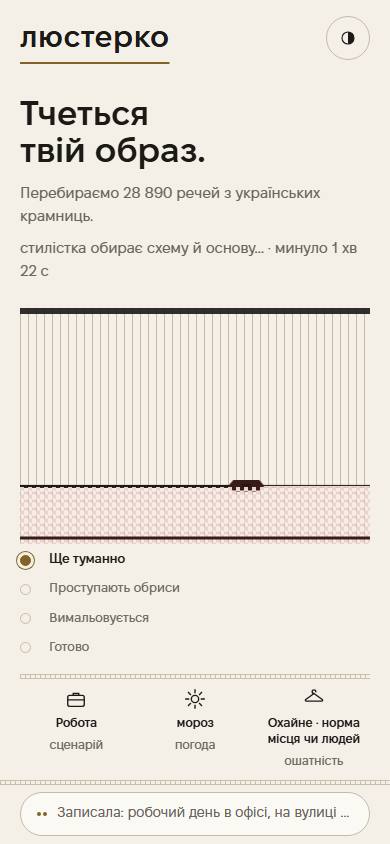 люстерко
Тчеться
твій образ.
Перебираємо 28 890 речей з українських
крамниць.
стилістка обирає схему й основу... · минуло 1 хв
22 с
Ще туманно
Проступають обриси
Вимальовується
Готово
Робота
сценарій
мороз
погода
Охайне · норма
місця чи людей
ошатність
Записала: робочий день в офісі, на вулиці ...